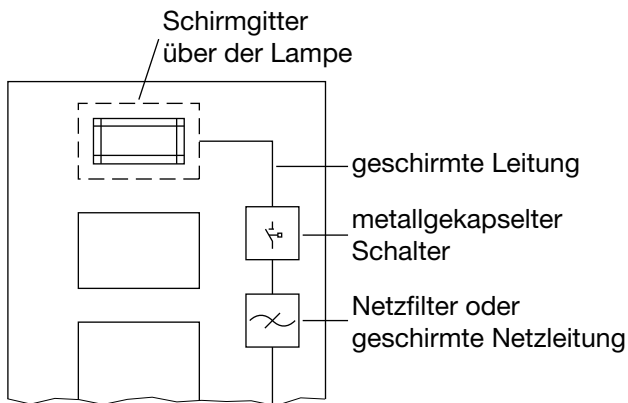 Schirmgitter
über der Lampe
geschirmte Leitung
metallgekapselter
Schalter
Netzfilter oder
geschirmte Netzleitung